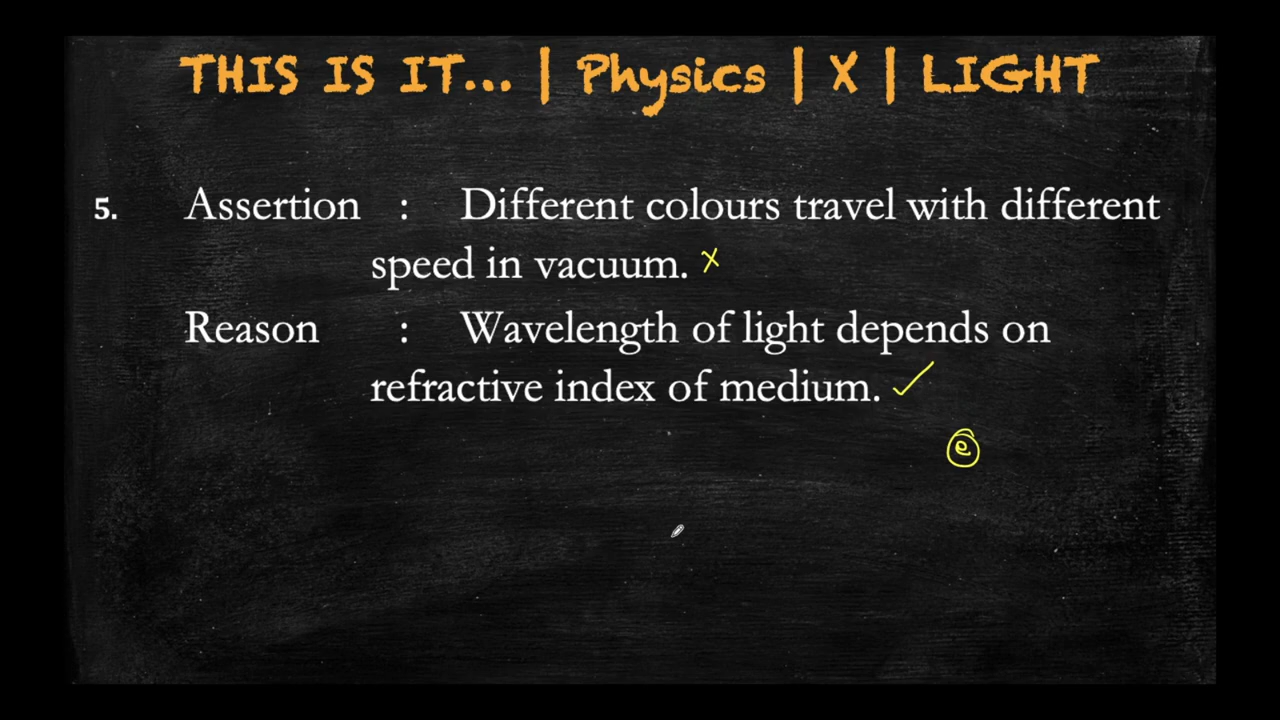 THIS IS IT... | Physics | X | LIGHT
5. Assertion : Different colours travel with different
speed in vacuum. x
Reason : Wavelength of light depends on
refractive index of medium. ✓
e